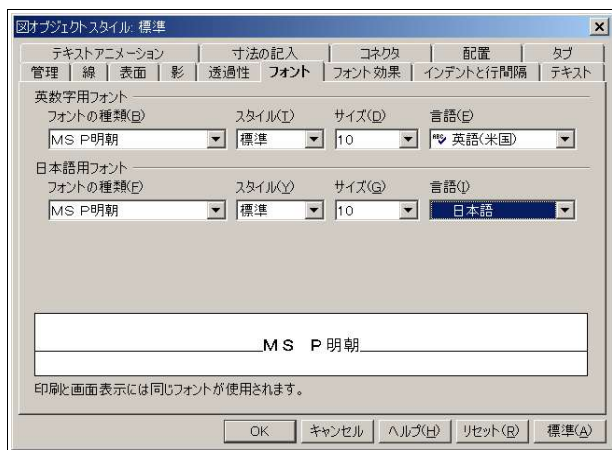 図オブジェクトスタイル: 標準
テキストアニメーション 寸法の記入 コネクタ 配置 タブ
管理 線 表面 影 透過性 フォント フォント効果 インデントと行間隔 テキスト
英数字用フォント
フォントの種類(B) スタイル(T) サイズ(D) 言語(E)
MS P明朝 標準 10 英語(米国)
日本語用フォント
フォントの種類(F) スタイル(Y) サイズ(G) 言語(I)
MS P明朝 標準 10 日本語
MS P明朝
印刷と画面表示には同じフォントが使用されます。
OK キャンセル ヘルプ(H) リセット(R) 標準(A)